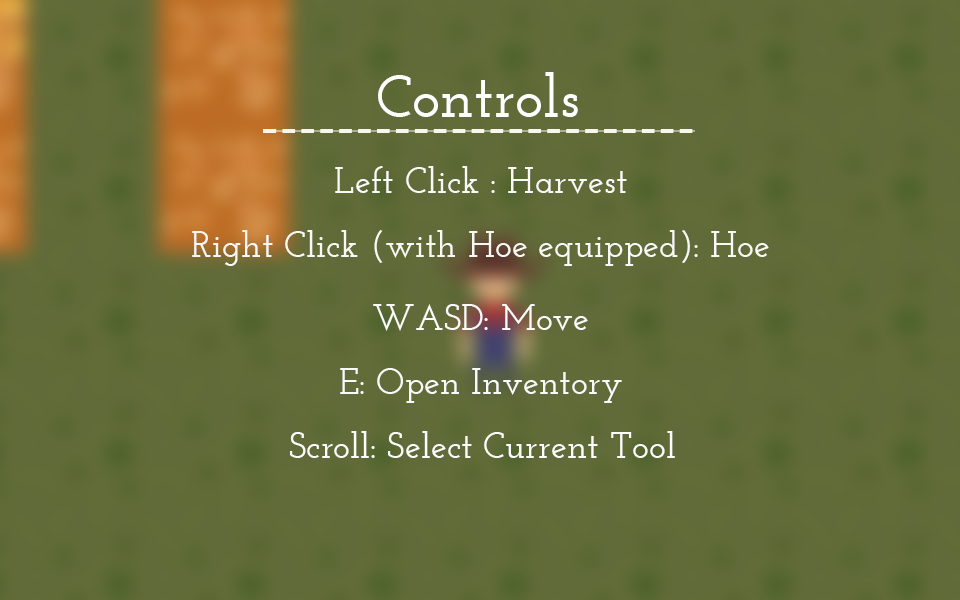 Controls
Left Click : Harvest
Right Click (with Hoe equipped): Hoe
WASD: Move
E: Open Inventory
Scroll: Select Current Tool